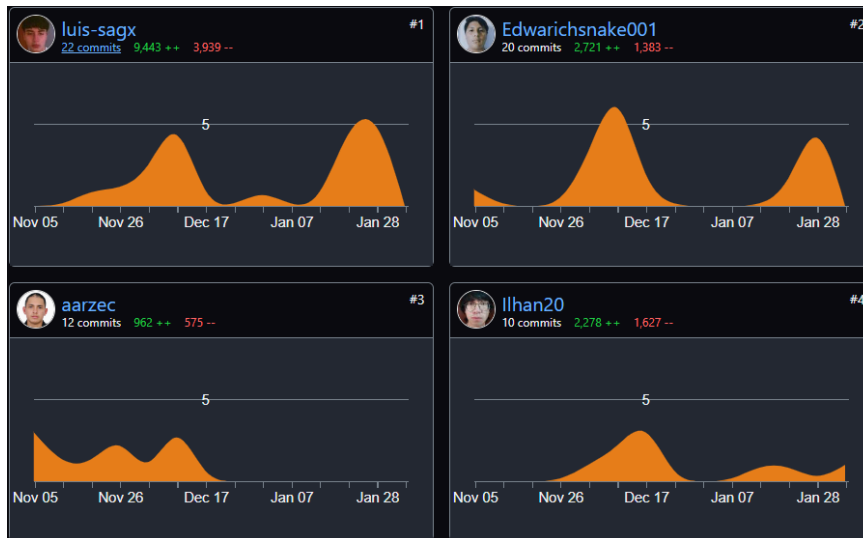 luis-sagx #1
22 commits 9,443 ++ 3,939 --
5
Nov 05 Nov 26 Dec 17 Jan 07 Jan 28
Edwarichsnake001 #2
20 commits 2,721 ++ 1,383 --
5
Nov 05 Nov 26 Dec 17 Jan 07 Jan 28
aarzec #3
12 commits 962 ++ 575 --
5
Nov 05 Nov 26 Dec 17 Jan 07 Jan 28
Ilhan20 #4
10 commits 2,278 ++ 1,627 --
5
Nov 05 Nov 26 Dec 17 Jan 07 Jan 28